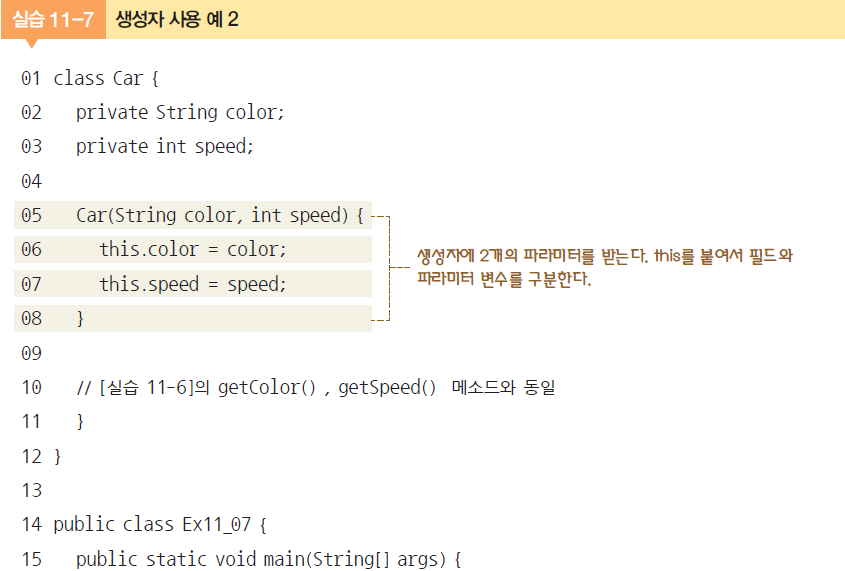 실습 11-7 생성자 사용 예 2
01 class Car {
02 private String color;
03 private int speed;
04
05 Car(String color, int speed) {
06 this.color = color;
07 this.speed = speed;
08 }
생성자에 2개의 파라미터를 받는다. this를 붙여서 필드와
파라미터 변수를 구분한다.
09
10 // [실습 11-6]의 getColor() , getSpeed() 메소드와 동일
11 }
12 }
13
14 public class Ex11_07 {
15 public static void main(String[] args) {